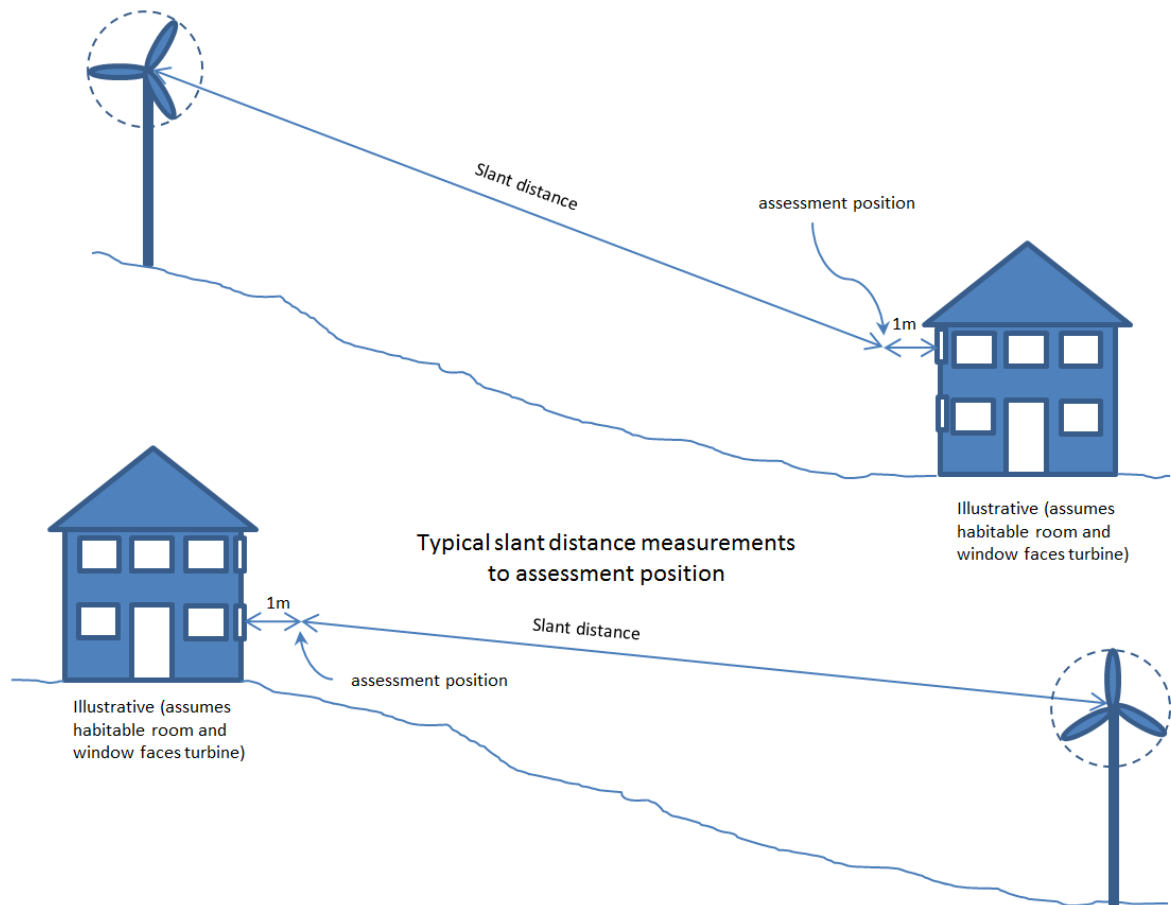 Slant distance
assessment position
1m
Illustrative (assumes
habitable room and
window faces turbine)
Typical slant distance measurements
to assessment position
1m
Slant distance
assessment position
Illustrative (assumes
habitable room and
window faces turbine)